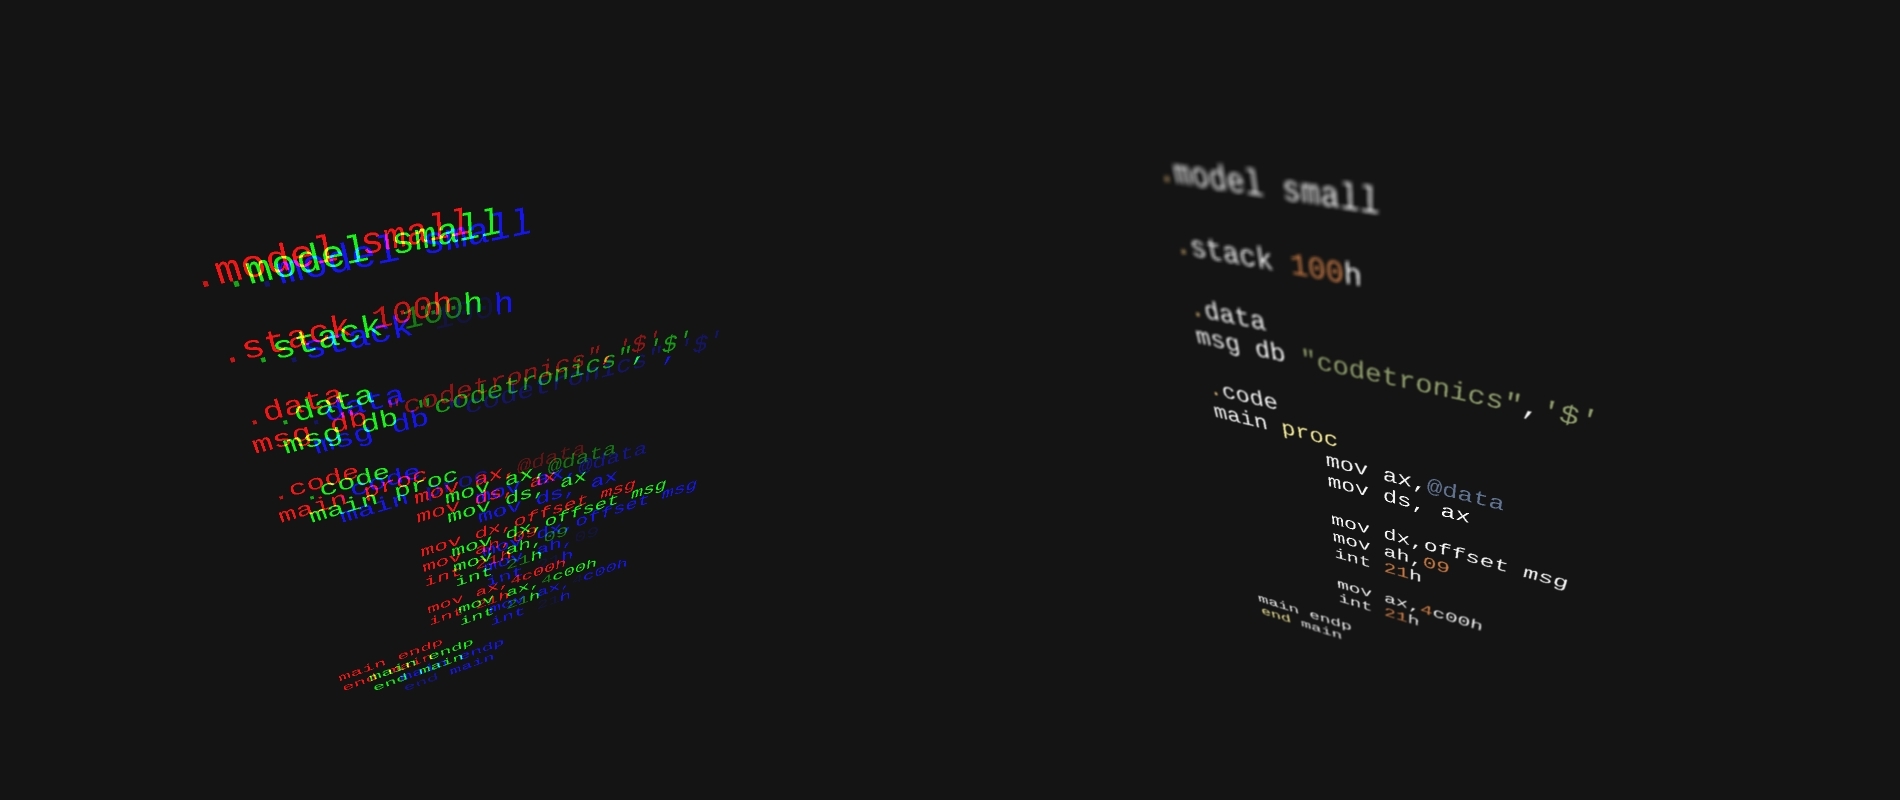 .model small
.stack 100h
.data
msg db "codetronics",'$'
.code
main proc
mov ax,@data
mov ds, ax
mov dx,offset msg
mov ah,09
int 21h
mov ax,4c00h
int 21h
main endp
end main
.model small
.stack 100h
.data
msg db "codetronics",'$'
.code
main proc
mov ax,@data
mov ds, ax
mov dx,offset msg
mov ah,09
int 21h
mov ax,4c00h
int 21h
main endp
end main